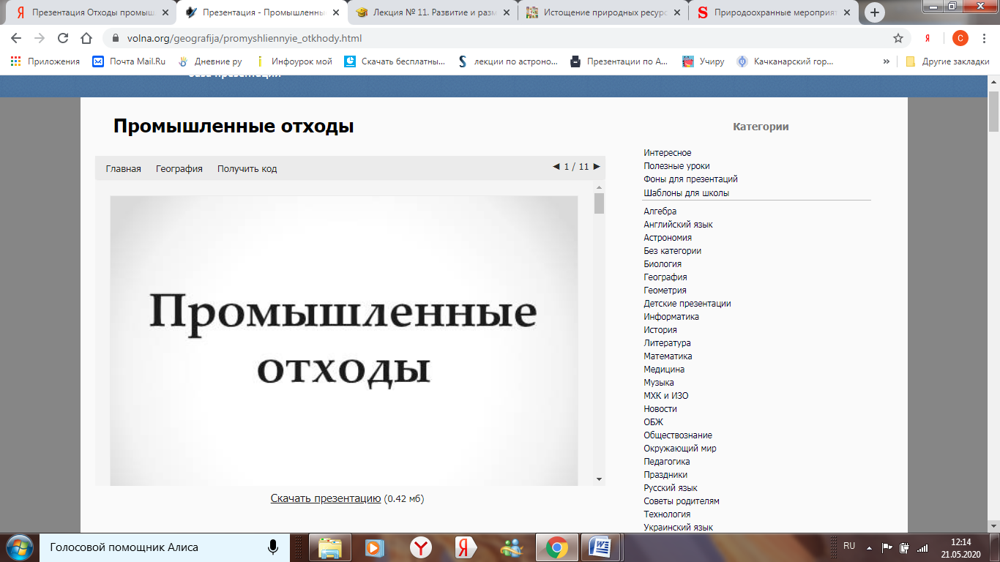 Презентация Отходы промыш
Презентация - Промышленны
Лекция № 11. Развитие и разм
Истощение природных ресурс
Природоохранные мероприят
volna.org/geografija/promyshliennyie_otkhody.html
Приложения
Почта Mail.Ru
Дневние ру
Инфоурок мой
Скачать бесплатны...
лекции по астроно...
Презентации по А...
Учиру
Качканарский гор...
»
Другие закладки
Промышленные отходы
Главная
География
Получить код
1 / 11
Промышленные
отходы
Скачать презентацию (0.42 мб)
Категории
Интересное
Полезные уроки
Фоны для презентаций
Шаблоны для школы
Алгебра
Английский язык
Астрономия
Без категории
Биология
География
Геометрия
Детские презентации
Информатика
История
Литература
Математика
Медицина
Музыка
МХК и ИЗО
Новости
ОБЖ
Обществознание
Окружающий мир
Педагогика
Праздники
Русский язык
Советы родителям
Технология
Украинский язык
Голосовой помощник Алиса
RU
12:14
21.05.2020